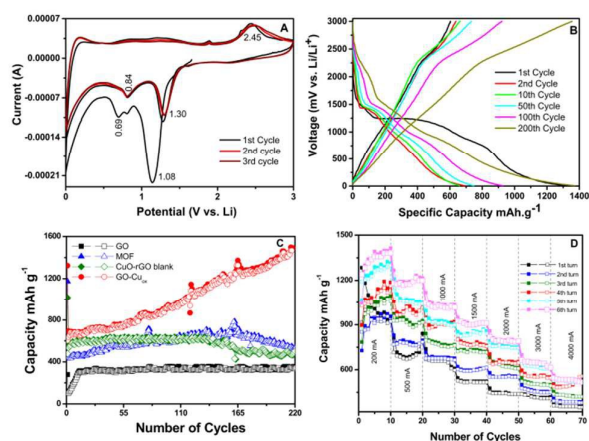 A
0.00007
0.00000
-0.00007
-0.00014
-0.00021
Current (A)
2.45
0.84
0.69
1.30
1.08
1st Cycle
2nd cycle
3rd cycle
0 1 2 3
Potential (V vs. Li)
B
3000
2500
2000
1500
1000
500
0
Voltage (mV vs. Li/Li+
1st Cycle
2nd Cycle
10th Cycle
50th Cycle
100th Cycle
200th Cycle
0 200 400 600 800 1000 1200 1400
Specific Capacity mAh.g-1
C
2000
1600
1200
800
400
0
Capacity mAh g-1
GO
MOF
CuO-rGO blank
GO-Cu
0 55 110 165 220
Number of Cycles
D
1500
1200
900
600
300
Capacity mAh g-1
1st turn
2nd turn
3rd turn
4th turn
5th turn
6th turn
200 mA
500 mA
1000 mA
1500 mA
2000 mA
3000 mA
4000 mA
0 10 20 30 40 50 60 70
Number of Cycles